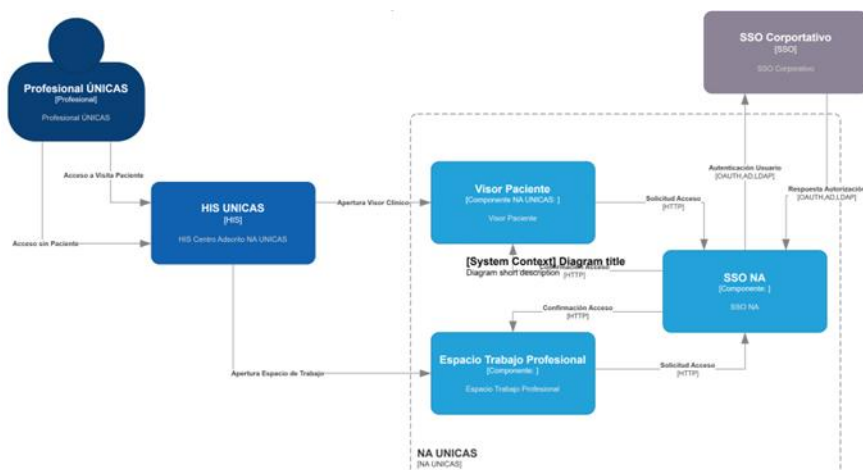 SSO Corportativo
[SSO]
SSO Corporativo
Profesional ÚNICAS
[Profesional]
Profesional ÚNICAS
Acceso a Visita Paciente
Acceso sin Paciente
HIS UNICAS
[HIS]
HIS Centro Adscrito NA UNICAS
Apertura Visor Clínico
Visor Paciente
[Componente NA UNICAS: ]
Visor Paciente
Solicitud Acceso
[HTTP]
Autenticación Usuario
[OAUTH,AD,LDAP]
Respuesta Autorización
[OAUTH,AD,LDAP]
[System Context] Diagram title
Diagram short description
Confirmación Acceso
[HTTP]
SSO NA
[Componente: ]
SSO NA
Confirmación Acceso
[HTTP]
Espacio Trabajo Profesional
[Componente: ]
Espacio Trabajo Profesional
Solicitud Acceso
[HTTP]
Apertura Espacio de Trabajo
NA UNICAS
[NA UNICAS]